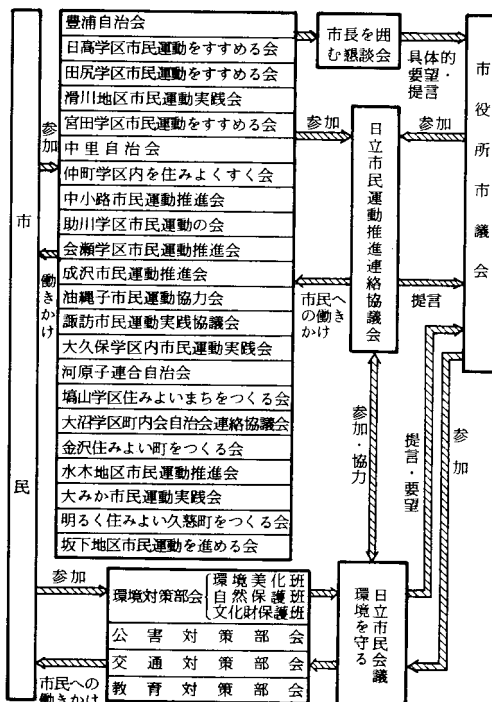 豊浦自治会
日高学区市民運動をすすめる会
田尻学区市民運動をすすめる会
滑川地区市民運動実践会
宮田学区市民運動をすすめる会
中里自治会
仲町学区内を住みよくすく会
中小路市民運動推進会
助川学区市民運動の会
会瀬学区市民運動推進会
成沢市民運動推進会
油縄子市民運動協力会
諏訪市民運動実践協議会
大久保学区内市民運動実践会
河原子連合自治会
塙山学区住みよいまちをつくる会
大沼学区町内会自治会連絡協議会
金沢住みよい町をつくる会
水木地区市民運動推進会
大みか市民運動実践会
明るく住みよい久慈町をつくる会
坂下地区市民運動を進める会
市民
参加
働きかけ
市長を囲
む懇談会
具体的
要望・
提言
市役所市議会
参加
参加
日立市民運動推進連絡協議会
市民への働きかけ
提言
参加・協力
提言・要望
参加
参加
環境対策部会
環境美化班
自然保護班
文化財保護班
公害対策部会
交通対策部会
教育対策部会
市民への
働きかけ
環境を守る
日立市民会議